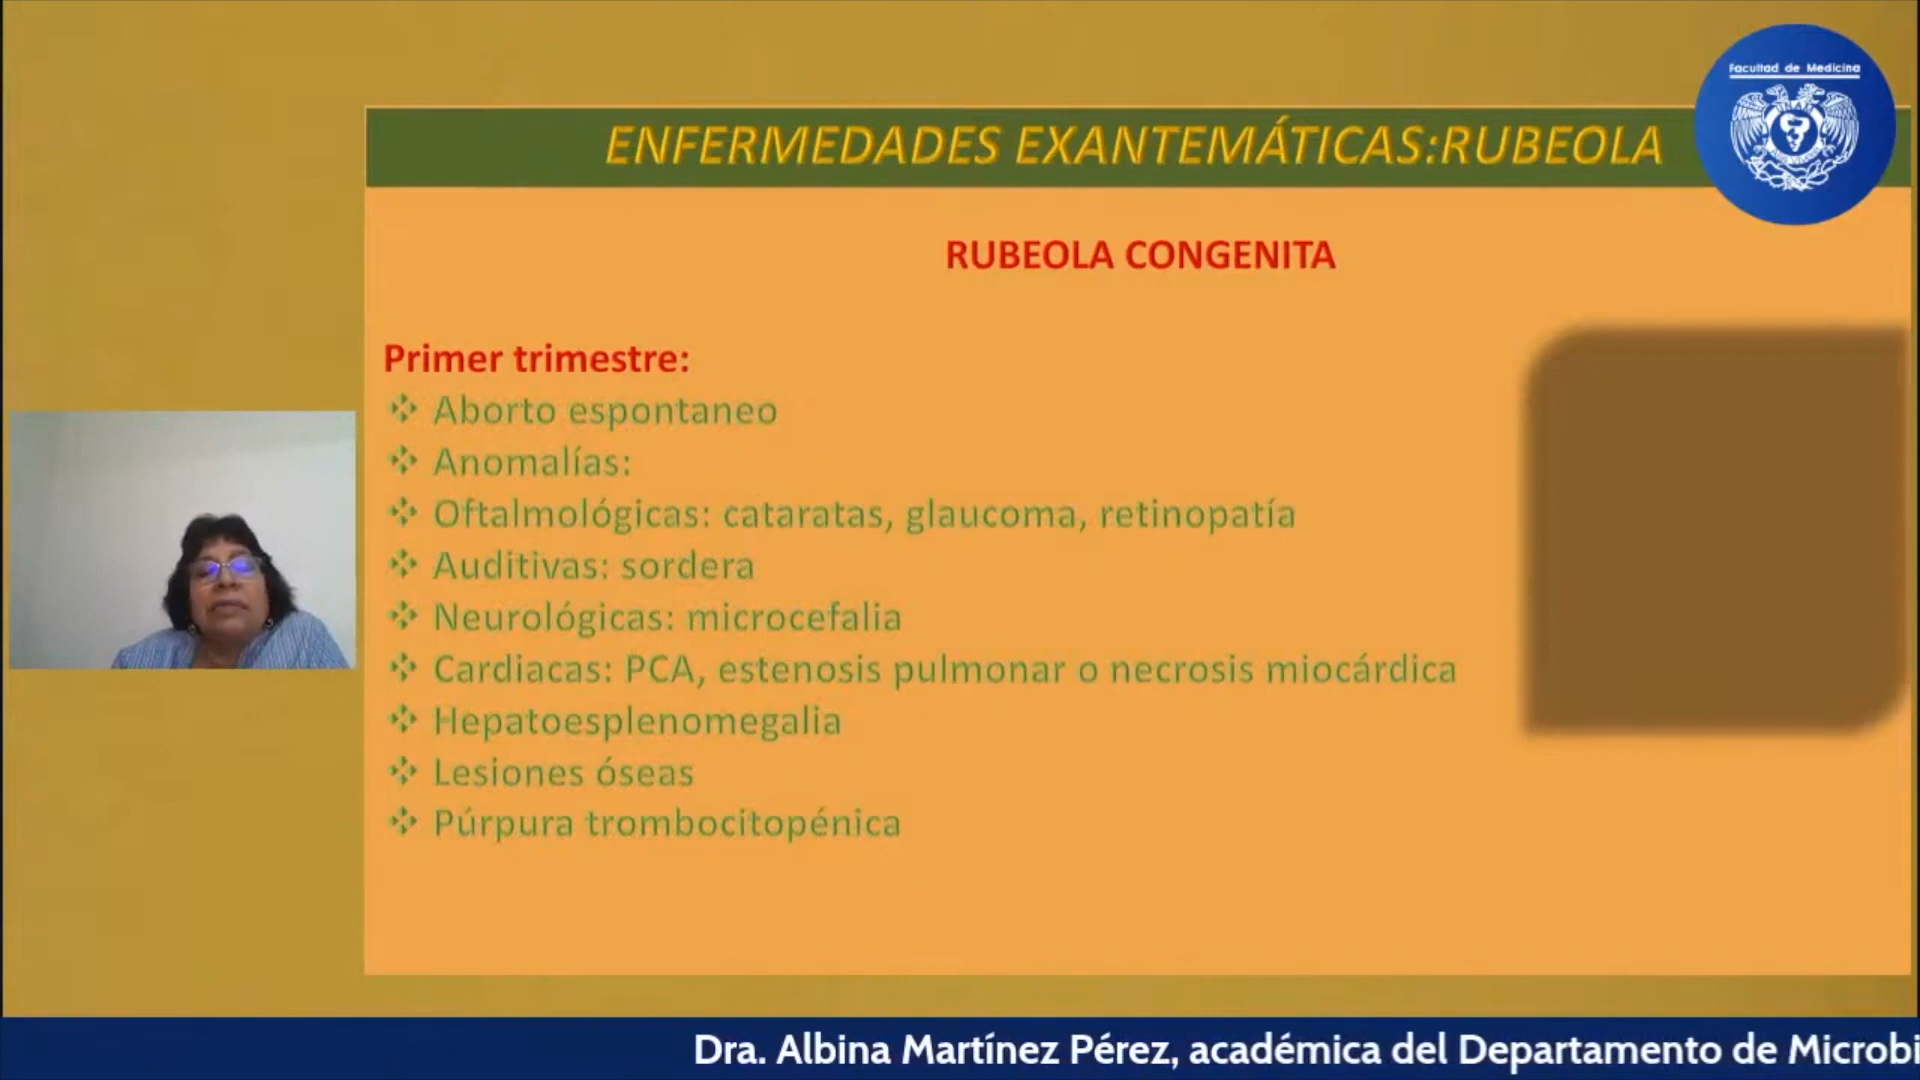 Facultad de Medicina
ENFERMEDADES EXANTEMÁTICAS:RUBEOLA
RUBEOLA CONGENITA
Primer trimestre:
Aborto espontaneo
Anomalías:
Oftalmológicas: cataratas, glaucoma, retinopatía
Auditivas: sordera
Neurológicas: microcefalia
Cardiacas: PCA, estenosis pulmonar o necrosis miocárdica
Hepatoesplenomegalia
Lesiones óseas
Púrpura trombocitopénica
Dra. Albina Martínez Pérez, académica del Departamento de Microbi